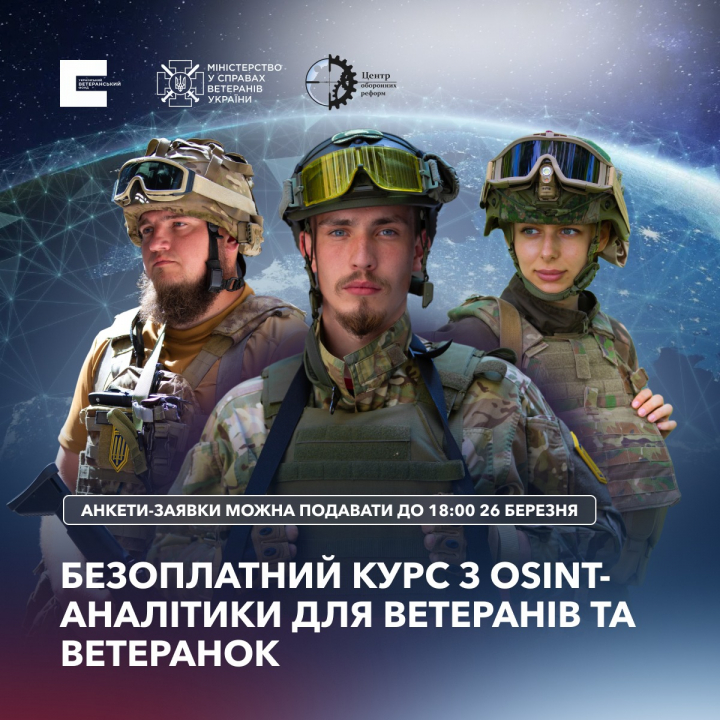 УКРАЇНСЬКИЙ
ВЕТЕРАНСЬКИЙ
ФОНД
МІНІСТЕРСТВО
У СПРАВАХ
ВЕТЕРАНІВ
УКРАЇНИ
Центр
оборонних
реформ
АНКЕТИ-ЗАЯВКИ МОЖНА ПОДАВАТИ ДО 18:00 26 БЕРЕЗНЯ
БЕЗОПЛАТНИЙ КУРС З OSINT-
АНАЛІТИКИ ДЛЯ ВЕТЕРАНІВ ТА
ВЕТЕРАНОК